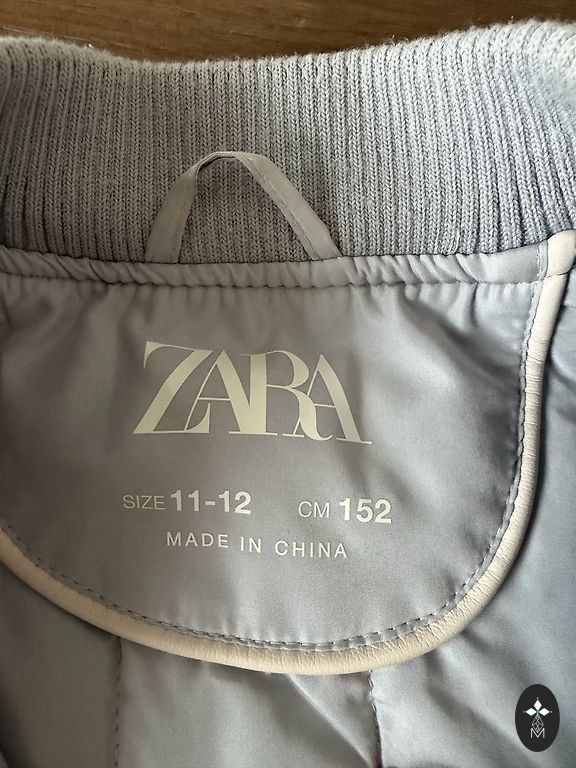 ZARA
SIZE 11-12 CM 152
MADE IN CHINA
M